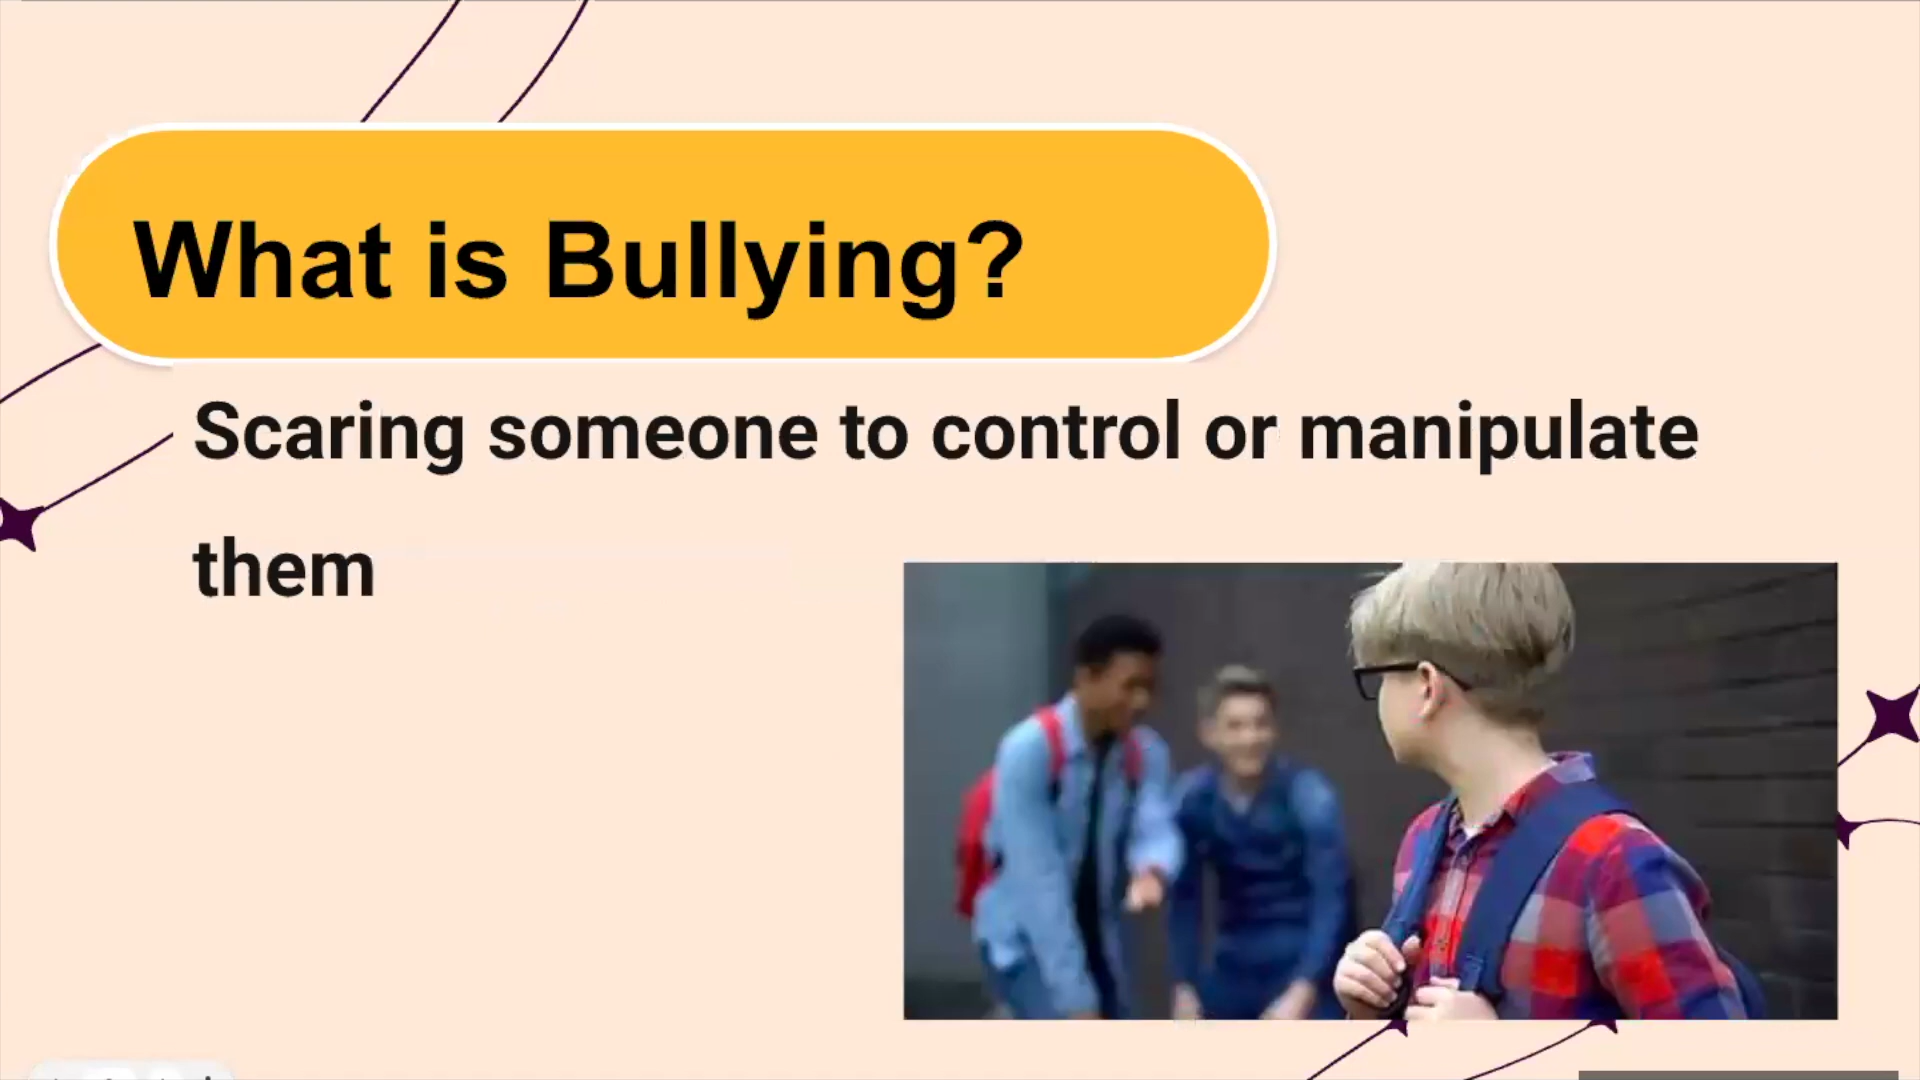 What is Bullying?
Scaring someone to control or manipulate
them